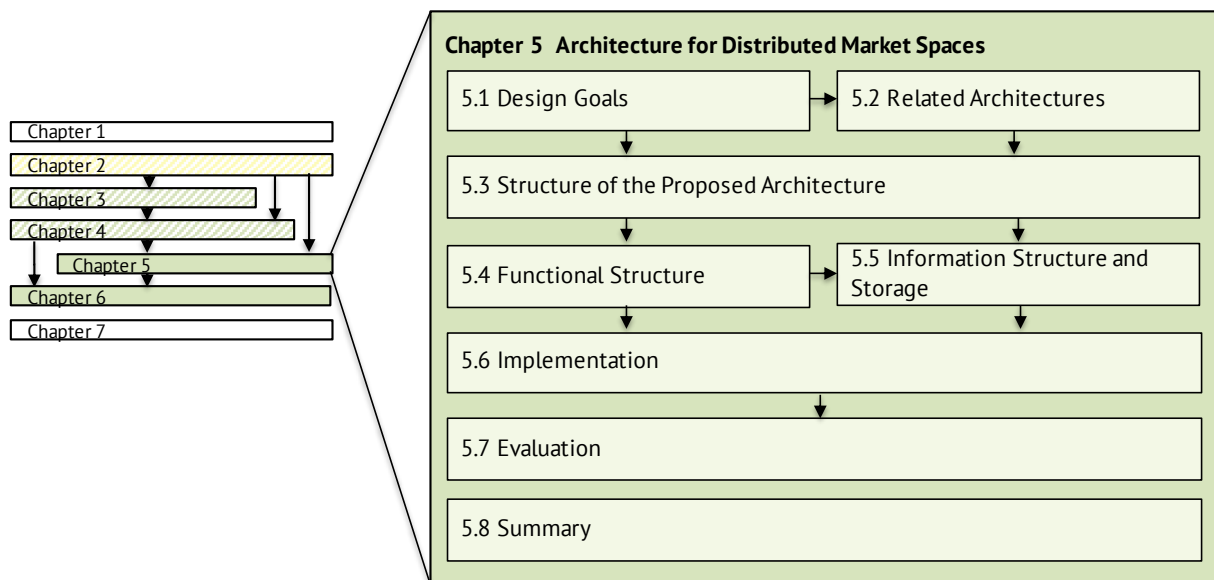 Chapter 1
Chapter 2
Chapter 3
Chapter 4
Chapter 5
Chapter 6
Chapter 7
Chapter 5 Architecture for Distributed Market Spaces
5.1 Design Goals
5.2 Related Architectures
5.3 Structure of the Proposed Architecture
5.4 Functional Structure
5.5 Information Structure and
Storage
5.6 Implementation
5.7 Evaluation
5.8 Summary